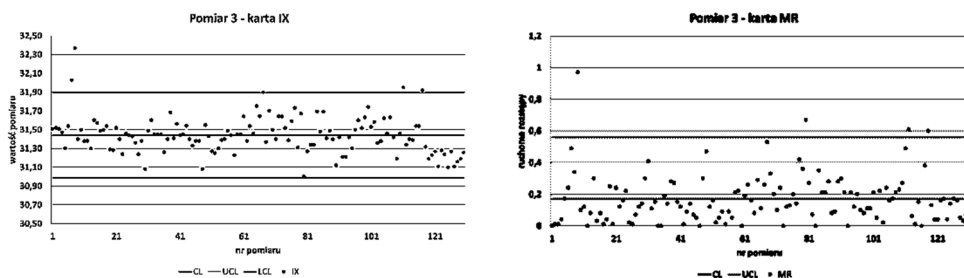 Pomiar 3 - karta IX
32,50
32,30
32,10
31,90
31,70
31,50
31,30
31,10
30,90
30,70
30,50
wartość pomiaru
1 21 41 61 81 101 121
nr pomiaru
CL UCL LCL IX
Pomiar 3 - karta MR
1,2
1
0,8
0,6
0,4
0,2
0
ruchome rozstępy
1 21 41 61 81 101 121
nr pomiaru
CL UCL MR